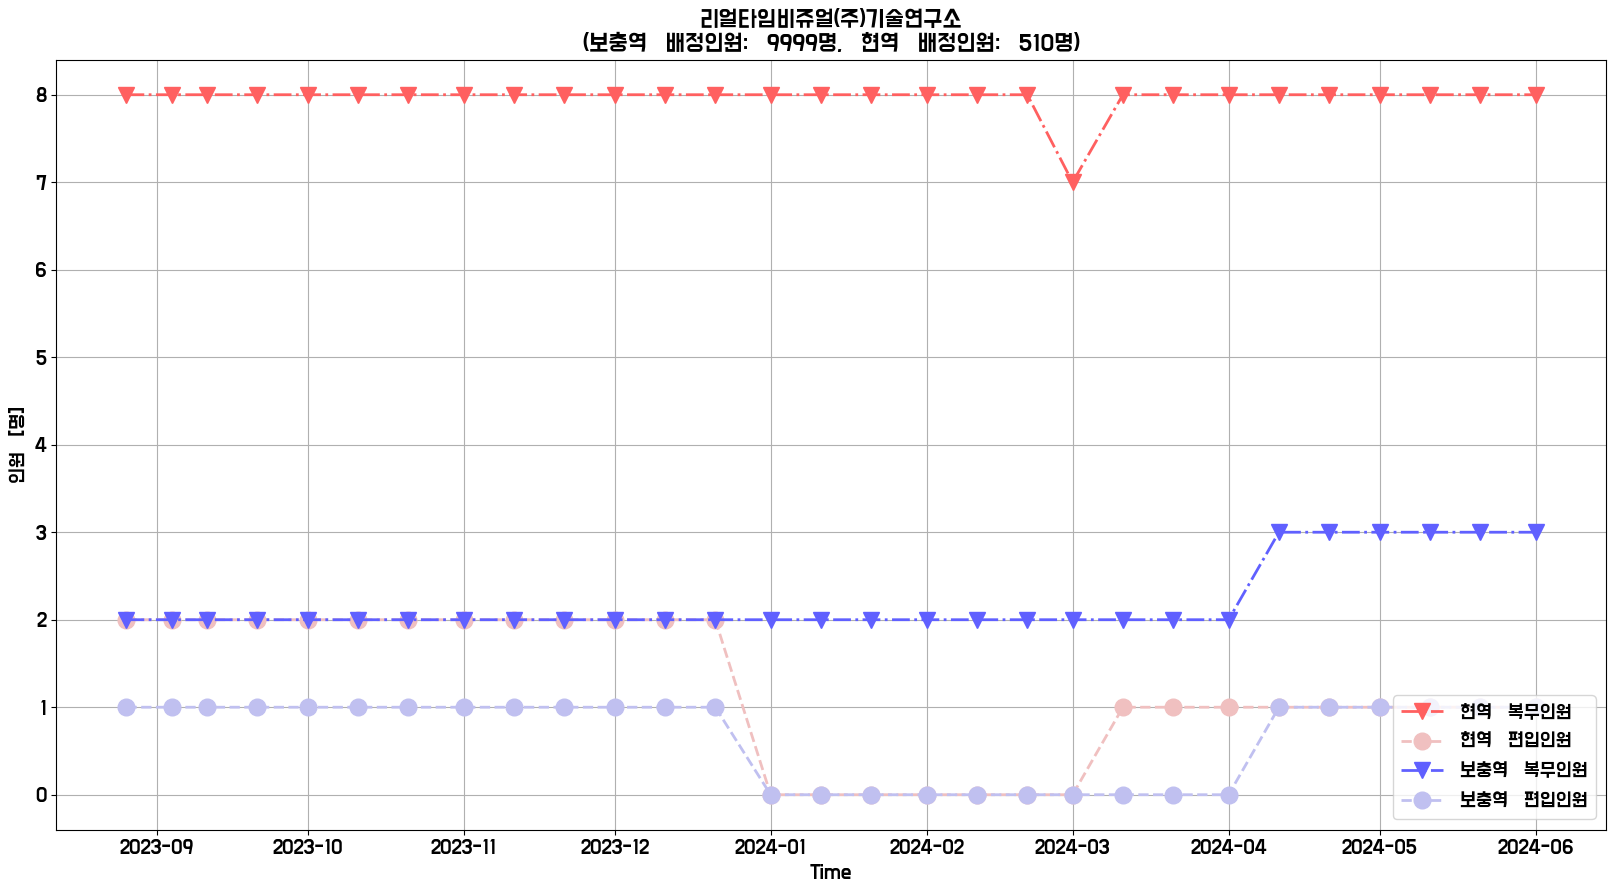 리얼타임비쥬얼(주)기술연구소
(보충역 배정인원: 9999명, 현역 배정인원: 510명)
인원 [명]
8
7
6
5
4
3
2
1
0
현역 복무인원
현역 편입인원
보충역 복무인원
보충역 편입인원
2023-09 2023-10 2023-11 2023-12 2024-01 2024-02 2024-03 2024-04 2024-05 2024-06
Time